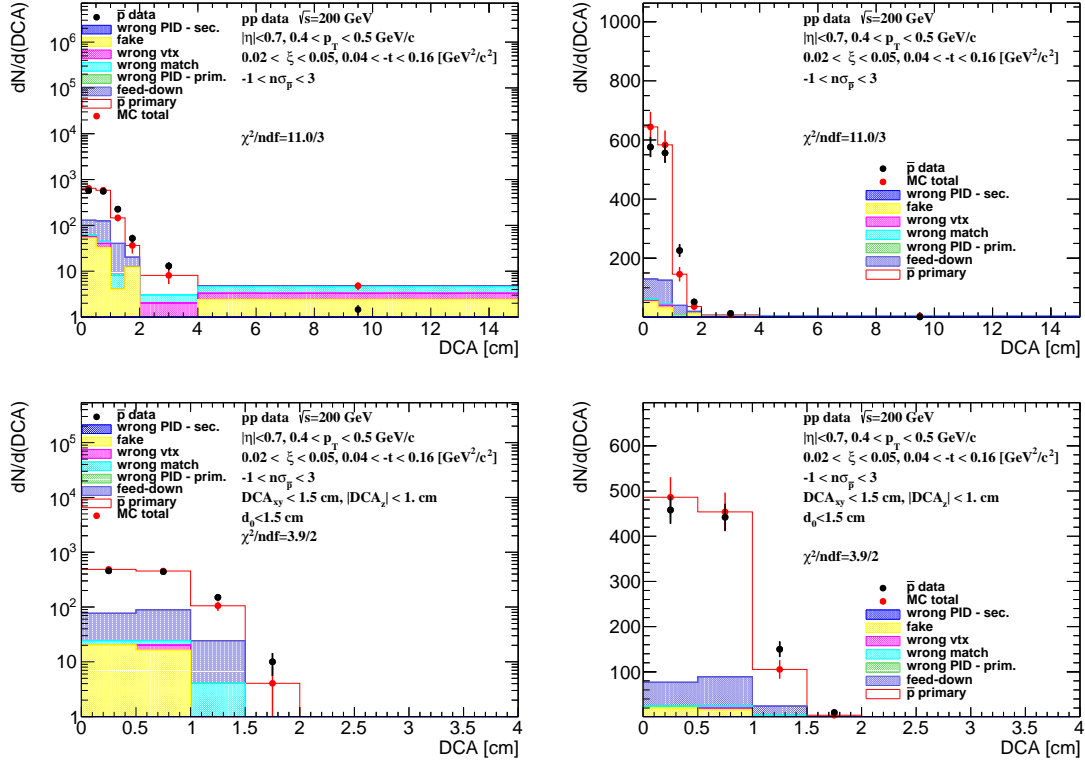 dN/d(DCA)
10⁶
10⁵
10⁴
10³
10²
10
1
p̄ data
wrong PID - sec.
fake
wrong vtx
wrong match
wrong PID - prim.
feed-down
p̄ primary
MC total
pp data √s=200 GeV
|η|<0.7, 0.4 < p_T < 0.5 GeV/c
0.02 < ξ < 0.05, 0.04 < -t < 0.16 [GeV²/c²]
-1 < nσ_p̄ < 3
χ²/ndf=11.0/3
0 2 4 6 8 10 12 14
DCA [cm]
dN/d(DCA)
1000
800
600
400
200
0
pp data √s=200 GeV
|η|<0.7, 0.4 < p_T < 0.5 GeV/c
0.02 < ξ < 0.05, 0.04 < -t < 0.16 [GeV²/c²]
-1 < nσ_p̄ < 3
χ²/ndf=11.0/3
p̄ data
MC total
wrong PID - sec.
fake
wrong vtx
wrong match
wrong PID - prim.
feed-down
p̄ primary
0 2 4 6 8 10 12 14
DCA [cm]
dN/d(DCA)
10⁵
10⁴
10³
10²
10
1
p̄ data
wrong PID - sec.
fake
wrong vtx
wrong match
wrong PID - prim.
feed-down
p̄ primary
MC total
pp data √s=200 GeV
|η|<0.7, 0.4 < p_T < 0.5 GeV/c
0.02 < ξ < 0.05, 0.04 < -t < 0.16 [GeV²/c²]
-1 < nσ_p̄ < 3
DCA_xy < 1.5 cm, |DCA_z| < 1. cm
d₀<1.5 cm
χ²/ndf=3.9/2
0 0.5 1 1.5 2 2.5 3 3.5 4
DCA [cm]
dN/d(DCA)
600
500
400
300
200
100
pp data √s=200 GeV
|η|<0.7, 0.4 < p_T < 0.5 GeV/c
0.02 < ξ < 0.05, 0.04 < -t < 0.16 [GeV²/c²]
-1 < nσ_p̄ < 3
DCA_xy < 1.5 cm, |DCA_z| < 1. cm
d₀<1.5 cm
χ²/ndf=3.9/2
p̄ data
MC total
wrong PID - sec.
fake
wrong vtx
wrong match
wrong PID - prim.
feed-down
p̄ primary
0 0.5 1 1.5 2 2.5 3 3.5 4
DCA [cm]